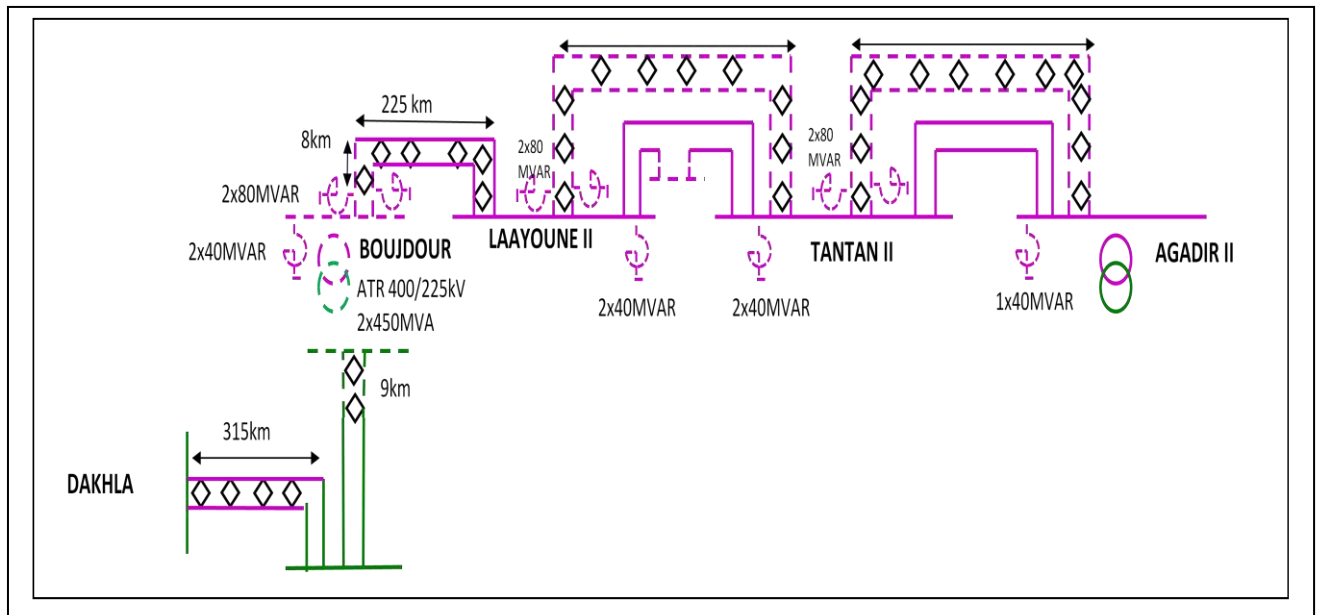 225 km
8km
2x80
MVAR
2x80
MVAR
2x80MVAR
2x40MVAR
BOUJDOUR
LAAYOUNE II
TANTAN II
AGADIR II
ATR 400/225kV
2x450MVA
2x40MVAR
2x40MVAR
1x40MVAR
9km
315km
DAKHLA